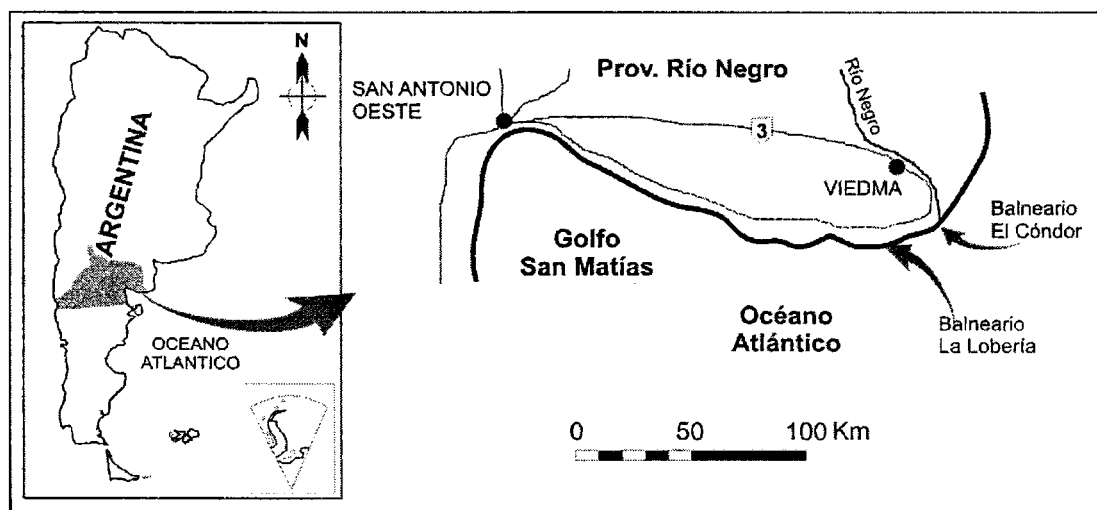 N
ARGENTINA
OCEANO
ATLANTICO
SAN ANTONIO
OESTE
Prov. Río Negro
Río Negro
3
VIEDMA
Balneario
El Cóndor
Golfo
San Matías
Océano
Atlántico
Balneario
La Lobería
0 50 100 Km